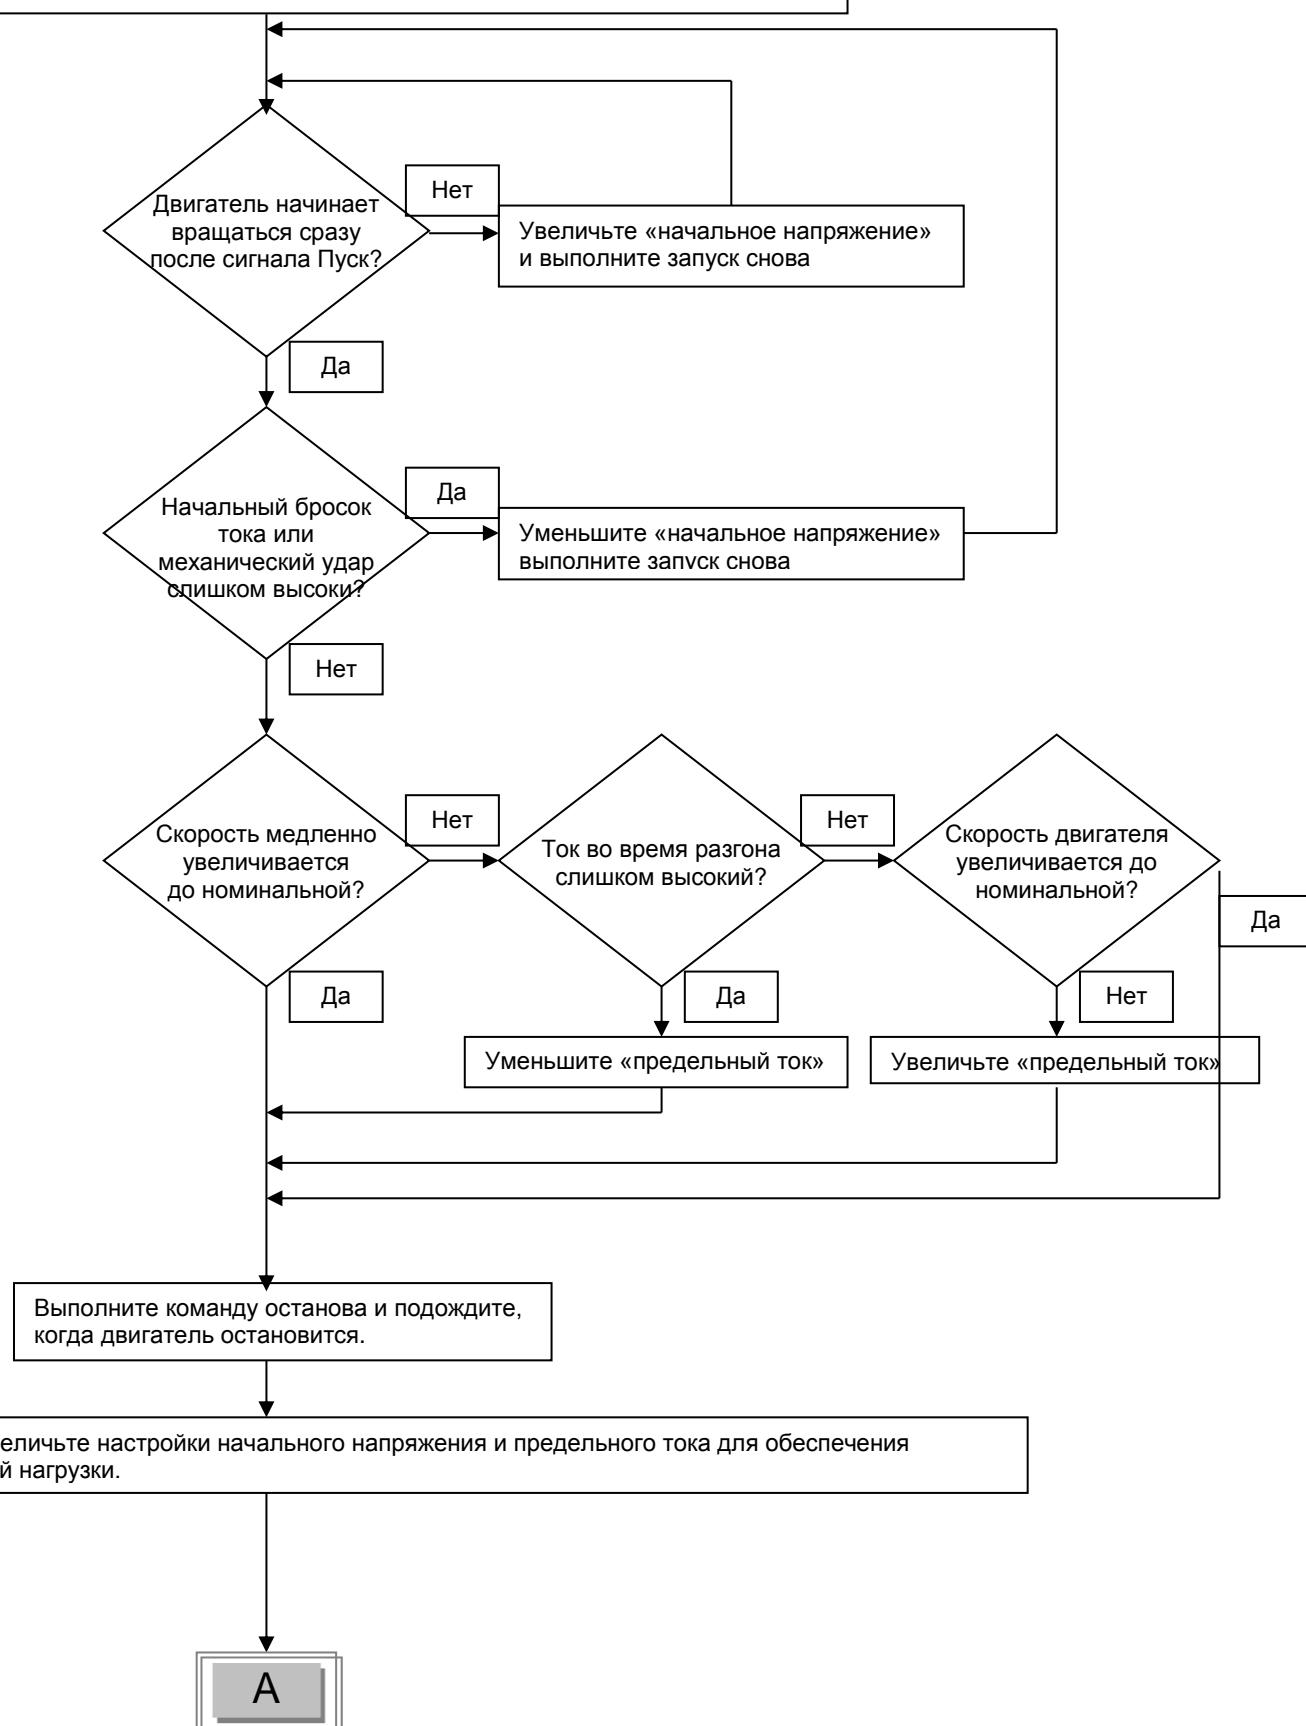 Нет
Двигатель начинает
вращаться сразу
после сигнала Пуск?
Увеличьте «начальное напряжение»
и выполните запуск снова
Да
Да
Начальный бросок
тока или
механический удар
слишком высоки?
Уменьшите «начальное напряжение»
выполните запуск снова
Нет
Нет
Нет
Скорость медленно
увеличивается
до номинальной?
Ток во время разгона
слишком высокий?
Скорость двигателя
увеличивается до
номинальной?
Да
Да
Да
Нет
Уменьшите «предельный ток»
Увеличьте «предельный ток»
Выполните команду останова и подождите,
когда двигатель остановится.
еличьте настройки начального напряжения и предельного тока для обеспечения
й нагрузки.
А